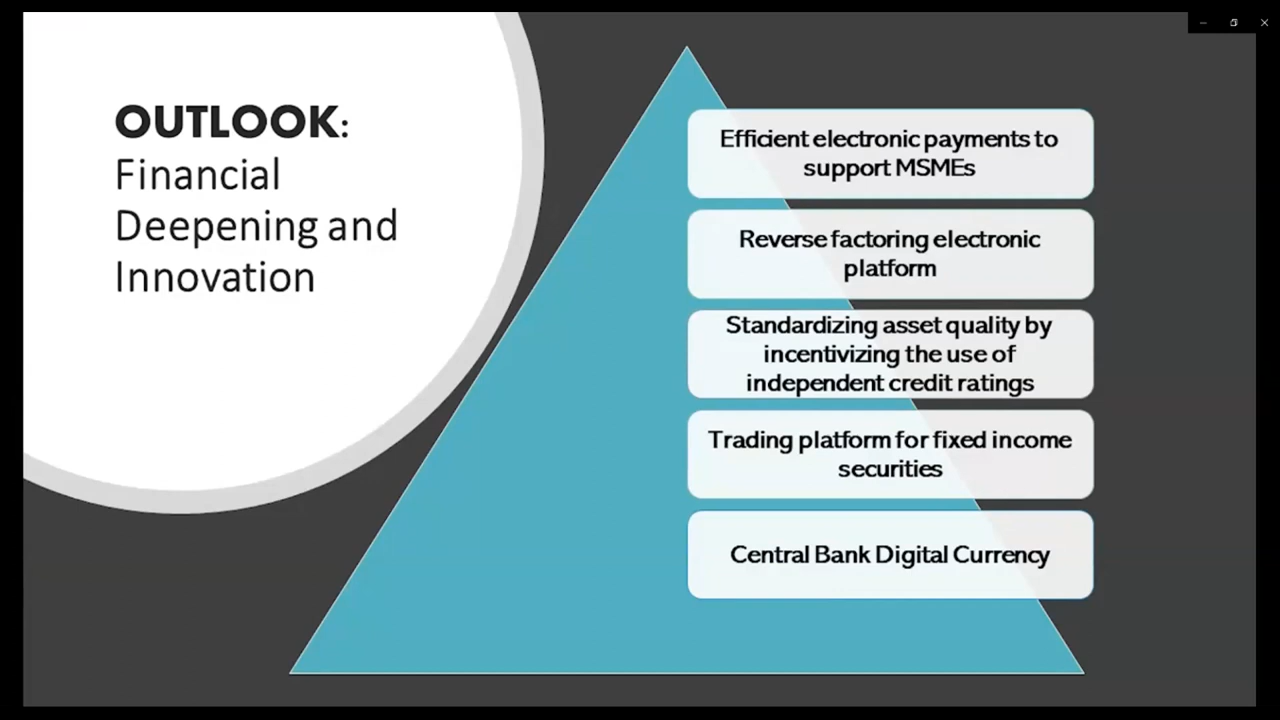 OUTLOOK:
Financial
Deepening and
Innovation
Efficient electronic payments to
support MSMEs
Reverse factoring electronic
platform
Standardizing asset quality by
incentivizing the use of
independent credit ratings
Trading platform for fixed income
securities
Central Bank Digital Currency